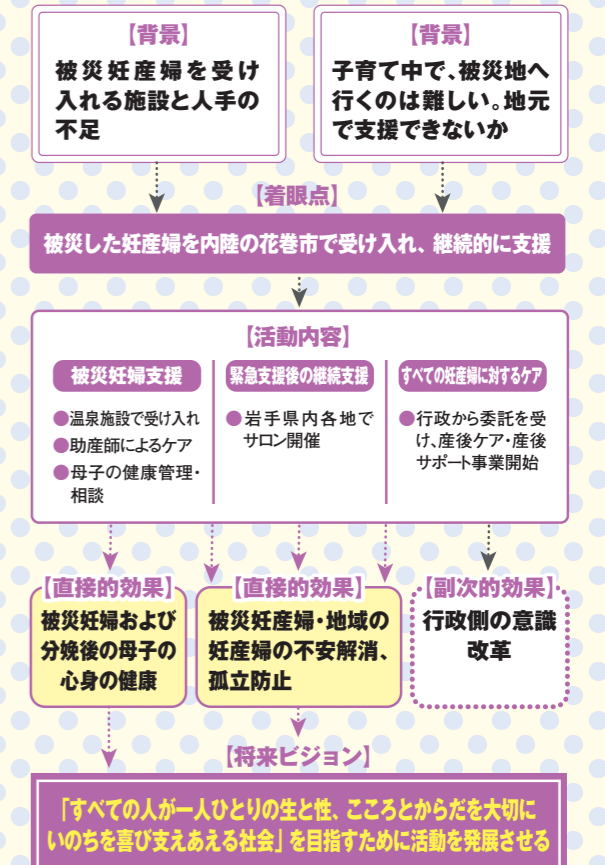 【背景】
被災妊産婦を受け
入れる施設と人手の
不足
【背景】
子育て中で、被災地へ
行くのは難しい。地元
で支援できないか
【着眼点】
被災した妊産婦を内陸の花巻市で受け入れ、継続的に支援
【活動内容】
被災妊婦支援
●温泉施設で受け入れ
●助産師によるケア
●母子の健康管理・
相談
緊急支援後の継続支援
●岩手県内各地で
サロン開催
すべての妊産婦に対するケア
●行政から委託を受
け、産後ケア・産後
サポート事業開始
【直接的効果】
被災妊婦および
分娩後の母子の
心身の健康
【直接的効果】
被災妊産婦・地域の
妊産婦の不安解消、
孤立防止
【副次的効果】
行政側の意識
改革
【将来ビジョン】
「すべての人が一人ひとりの生と性、こころとからだを大切に
いのちを喜び支えあえる社会」を目指すために活動を発展させる